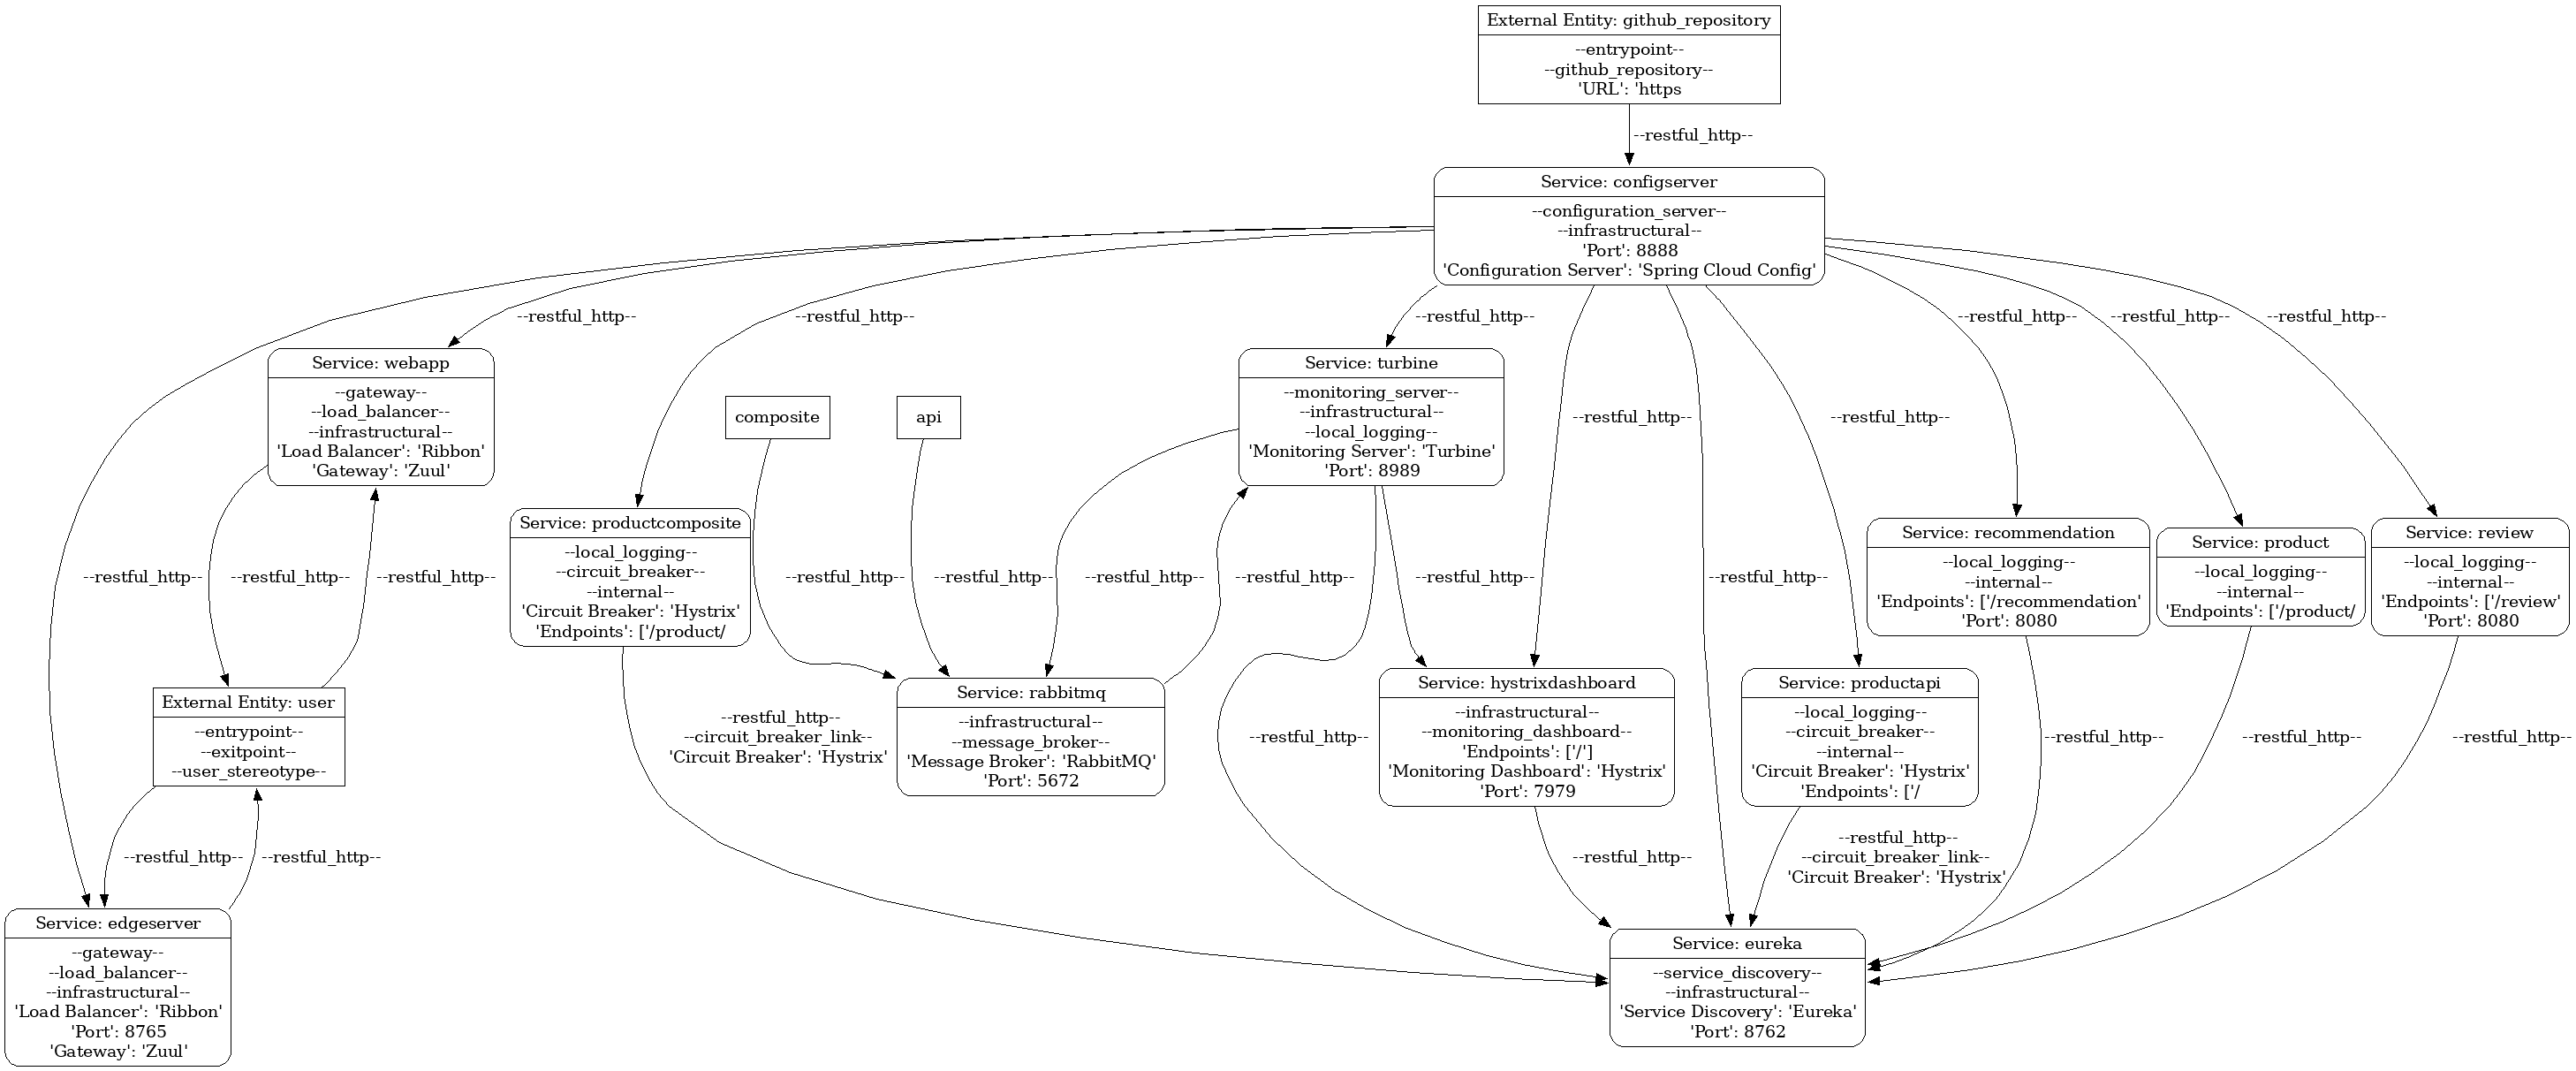 External Entity: github_repository
--entrypoint--
--github_repository--
'URL': 'https
--restful_http--
Service: configserver
--configuration_server--
--infrastructural--
'Port': 8888
'Configuration Server': 'Spring Cloud Config'
--restful_http--
--restful_http--
--restful_http--
--restful_http--
--restful_http--
--restful_http--
Service: webapp
--gateway--
--load_balancer--
--infrastructural--
'Load Balancer': 'Ribbon'
'Gateway': 'Zuul'
composite
api
Service: turbine
--monitoring_server--
--infrastructural--
--local_logging--
'Monitoring Server': 'Turbine'
'Port': 8989
--restful_http--
--restful_http--
Service: productcomposite
--local_logging--
--circuit_breaker--
--internal--
'Circuit Breaker': 'Hystrix'
'Endpoints': ['/product/
Service: recommendation
--local_logging--
--internal--
'Endpoints': ['/recommendation'
'Port': 8080
Service: product
--local_logging--
--internal--
'Endpoints': ['/product/
Service: review
--local_logging--
--internal--
'Endpoints': ['/review'
'Port': 8080
--restful_http--
--restful_http--
--restful_http--
--restful_http--
--restful_http--
--restful_http--
--restful_http--
--restful_http--
--restful_http--
External Entity: user
--entrypoint--
--exitpoint--
--user_stereotype--
--restful_http--
--circuit_breaker_link--
'Circuit Breaker': 'Hystrix'
Service: rabbitmq
--infrastructural--
--message_broker--
'Message Broker': 'RabbitMQ'
'Port': 5672
--restful_http--
Service: hystrixdashboard
--infrastructural--
--monitoring_dashboard--
'Endpoints': ['/']
'Monitoring Dashboard': 'Hystrix'
'Port': 7979
Service: productapi
--local_logging--
--circuit_breaker--
--internal--
'Circuit Breaker': 'Hystrix'
'Endpoints': ['/
--restful_http--
--restful_http--
--restful_http--
--restful_http--
--restful_http--
--restful_http--
--restful_http--
--circuit_breaker_link--
'Circuit Breaker': 'Hystrix'
Service: edgeserver
--gateway--
--load_balancer--
--infrastructural--
'Load Balancer': 'Ribbon'
'Port': 8765
'Gateway': 'Zuul'
Service: eureka
--service_discovery--
--infrastructural--
'Service Discovery': 'Eureka'
'Port': 8762